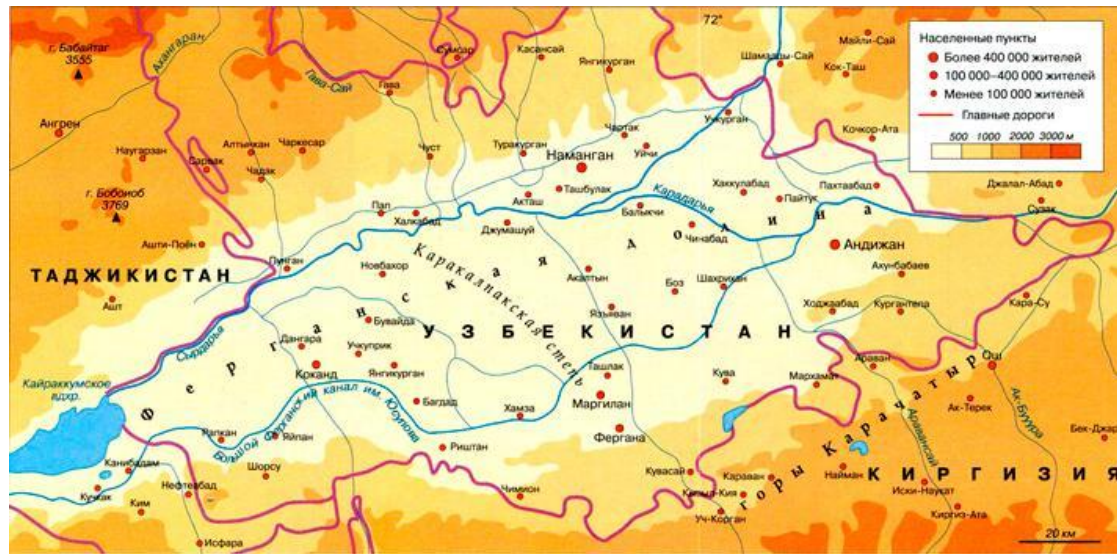 г. Бабайтаг
3555
Ахангаран
Гава-Сай
Сумсар
Касансай
Янгикурган
72°
Шамалды-Сай
Майли-Сай
Кок-Таш
Населенные пункты
Более 400 000 жителей
100 000–400 000 жителей
Менее 100 000 жителей
Главные дороги
500 1000 2000 3000 м
Ангрен
Наугарзан
Сарвак
Алтынкан
Чадак
Чаркесар
Гава
Чуст
Туракурган
Чартак
Уйчи
Учкурган
Кочкор-Ата
Наманган
Ташбулак
г. Бобоиоб
3769
Пап
Халкабад
Акташ
Джумашуй
Балыкчи
Карадарья
Хаккулабад
Пайтук
Пахтаабад
Джалал-Абад
Сузак
Чинабад
Ашти-Поён
ТАДЖИКИСТАН
Ашт
Пунган
Новбахор
Каракалпакская степь
Ферганская долина
Акалтын
Боз
Шахрихан
Андижан
Ахунбабаев
Язъяван
Ходжаабад
Кургантепа
Кара-Су
Сырдарья
Бувайда
УЗБЕКИСТАН
Дангара
Учкуприк
Коканд
Янгикурган
Кайраккумское
вдхр.
Ташлак
Маргилан
Фергана
Кува
Мархамат
Араван
Ош
Багдад
Хамза
Большой Ферганский канал им. Юсупова
Рапкан
Яйпан
Риштан
горы Карачатыр
Аравансай
Ак-Терек
Ак-Бууpа
Бек-Джар
Канибадам
Кучкак
Ким
Нефтеабад
Шорсу
Чимион
Кувасай
Караван
Кызыл-Кия
Уч-Корган
Найман
КИРГИЗИЯ
Иски-Наукат
Киргиз-Ата
Исфара
20 км